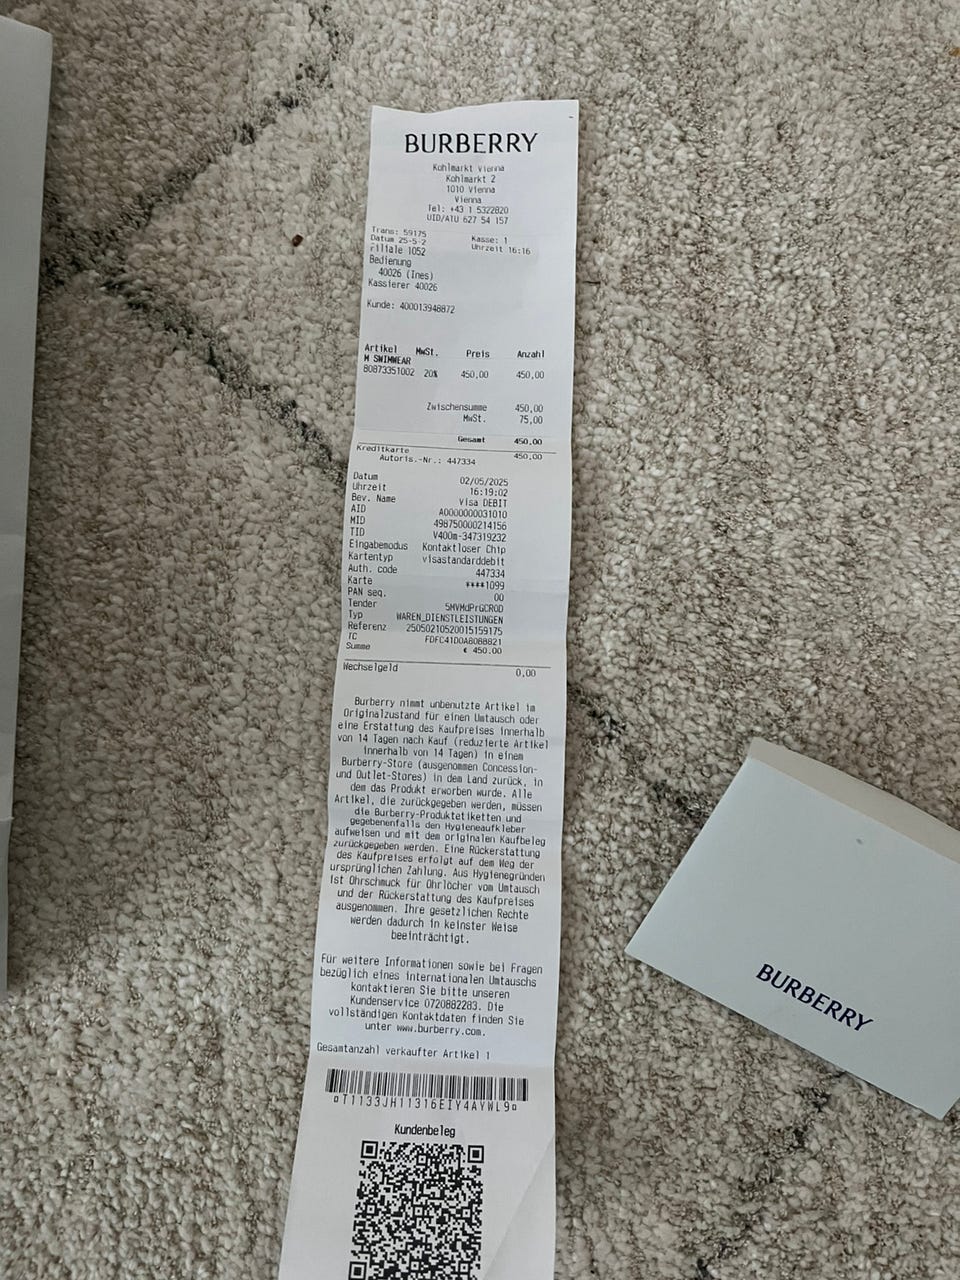 BURBERRY
Kohlmarkt Vienna
Kohlmarkt 2
1010 Vienna
Vienna
Tel: +43 1 5322820
UID/ATU 627 54 157
Trans: 59175 Kasse: 1
Datum 25-5-2 Uhrzeit 16:16
Filiale 1052
Bedienung
40026 (Ines)
Kassierer 40026
Kunde: 400013948872
Artikel MwSt. Preis Anzahl
M SWIMWEAR
80873351002 20% 450,00 450,00
Zwischensumme 450,00
MwSt. 75,00
Gesamt 450,00
Kreditkarte 450,00
Autoris.-Nr.: 447334
Datum 02/05/2025
Uhrzeit 16:19:02
Bev. Name Visa DEBIT
AID A0000000031010
MID 498750000214156
TID V400m-347319232
Eingabemodus Kontaktloser Chip
Kartentyp visastandarddebit
Auth. code 447334
Karte ****1099
PAN seq. 00
Tender 5MVMdPrGCROD
Typ WAREN_DIENSTLEISTUNGEN
Referenz 25050210520015159175
TC FDFC41D0A80BB821
Summe € 450.00
Wechselgeld 0,00
Burberry nimmt unbenutzte Artikel im
Originalzustand für einen Umtausch oder
eine Erstattung des Kaufpreises innerhalb
von 14 Tagen nach Kauf (reduzierte Artikel
innerhalb von 14 Tagen) in einem
Burberry-Store (ausgenommen Concession-
und Outlet-Stores) in dem Land zurück, in
dem das Produkt erworben wurde. Alle
Artikel, die zurückgegeben werden, müssen
die Burberry-Produktetiketten und
gegebenenfalls den Hygieneaufkleber
aufweisen und mit dem originalen Kaufbeleg
zurückgegeben werden. Eine Rückerstattung
des Kaufpreises erfolgt auf dem Weg der
ursprünglichen Zahlung. Aus Hygienegründen
ist Ohrschmuck für Ohrlöcher vom Umtausch
und der Rückerstattung des Kaufpreises
ausgenommen. Ihre gesetzlichen Rechte
werden dadurch in keinster Weise
beeinträchtigt.
Für weitere Informationen sowie bei Fragen
bezüglich eines internationalen Umtauschs
kontaktieren Sie bitte unseren
Kundenservice 0720882283. Die
vollständigen Kontaktdaten finden Sie
unter www.burberry.com.
Gesamtanzahl verkaufter Artikel 1
¤T1133JH11316EIY4AYWL9¤
Kundenbeleg
BURBERRY